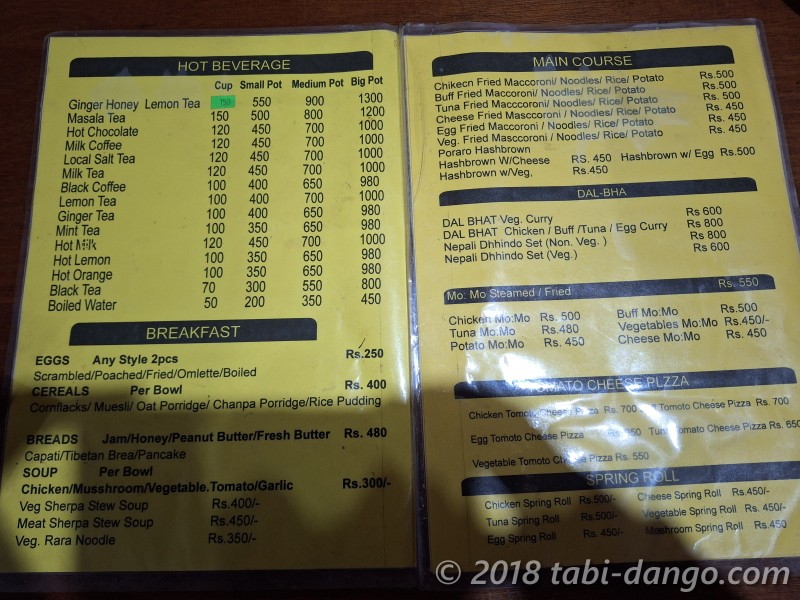 HOT BEVERAGE
Cup Small Pot Medium Pot Big Pot
Ginger Honey Lemon Tea 150 550 900 1300
Masala Tea 150 500 800 1200
Hot Chocolate 120 450 700 1000
Milk Coffee 120 450 700 1000
Local Salt Tea 120 450 700 1000
Milk Tea 120 450 700 1000
Black Coffee 100 400 650 980
Lemon Tea 100 400 650 980
Ginger Tea 100 400 650 980
Mint Tea 100 350 650 980
Hot Milk 120 450 700 1000
Hot Lemon 100 350 650 980
Hot Orange 100 350 650 980
Black Tea 70 300 550 800
Boiled Water 50 200 350 450
BREAKFAST
EGGS Any Style 2pcs Rs.250
Scrambled/Poached/Fried/Omlette/Boiled
CEREALS Per Bowl Rs. 400
Cornflacks/ Muesli/ Oat Porridge/ Chanpa Porridge/Rice Pudding
BREADS Jam/Honey/Peanut Butter/Fresh Butter Rs. 480
Capati/Tibetan Brea/Pancake
SOUP Per Bowl
Chicken/Musshroom/Vegetable.Tomato/Garlic Rs.300/-
Veg Sherpa Stew Soup Rs.400/-
Meat Sherpa Stew Soup Rs.450/-
Veg. Rara Noodle Rs.350/-
MAIN COURSE
Chikecn Fried Maccoroni/ Noodles/ Rice/ Potato Rs.500
Buff Fried Maccoroni/ Noodles/ Rice/ Potato Rs. 500
Tuna Fried Macccoroni/ Noodles/ Rice/ Potato Rs. 500
Cheese Fried Masccoroni/ Noodles/ Rice/ Potato Rs. 450
Egg Fried Maccoroni / Noodles/ Rice/ Potato Rs. 450
Veg. Fried Masccoroni / Noodles/ Rice/ Potato Rs. 450
Poraro Hashbrown
Hashbrown W/Cheese RS. 450 Hashbrown w/ Egg Rs.500
Hashbrown w/Veg, Rs.450
DAL-BHA
DAL BHAT Veg. Curry Rs 600
DAL BHAT Chicken / Buff /Tuna / Egg Curry Rs 800
Nepali Dhhindo Set (Non. Veg. ) Rs 800
Nepali Dhhindo Set (Veg.) Rs 600
Mo: Mo Steamed / Fried Rs. 550
Chicken Mo:Mo Rs. 500 Buff Mo:Mo Rs.500
Tuna Mo:Mo Rs.480 Vegetables Mo:Mo Rs.450/-
Potato Mo:Mo Rs. 450 Cheese Mo:Mo Rs. 450
TOMATO CHEESE PLZZA
Chicken Tomoto Cheesy Pizza Rs. 700 Tomoto Cheese Pizza Rs. 700
Egg Tomoto Cheese Pizza Tuna Tomoto Cheese Pizza Rs. 650
Vegetable Tomoto Cheese Pizza Rs. 550
SPRING ROLL
Chicken Spring Roll Rs.500/- Cheese Spring Roll Rs.450/-
Tuna Spring Roll Rs.500/- Vegetable Spring Roll Rs.450/-
Egg Spring Roll Rs. 450/- Mushroom Spring Roll Rs.450
© 2018 tabi-dango.com